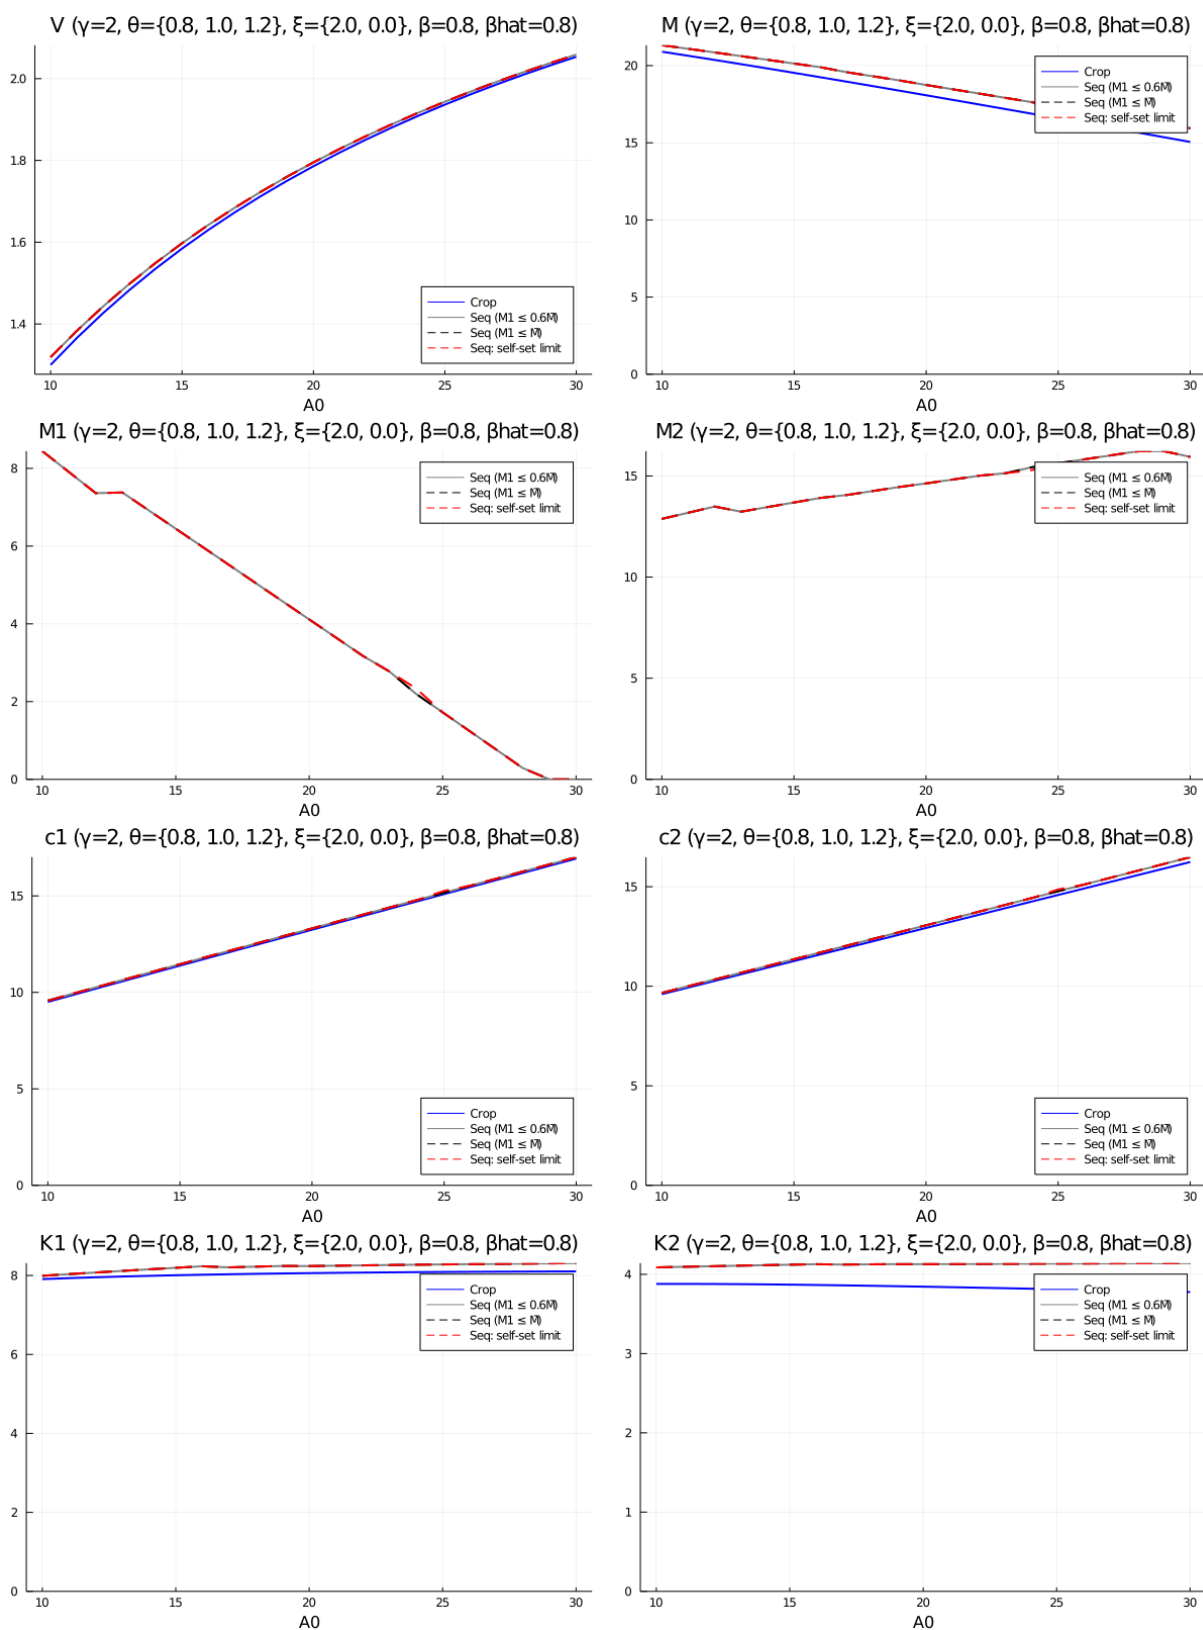 V (γ=2, θ={0.8, 1.0, 1.2}, ξ={2.0, 0.0}, β=0.8, βhat=0.8)
2.0
1.8
1.6
1.4
10 15 20 25 30
A0
Crop
Seq (M1 ≤ 0.6M̄)
Seq (M1 ≤ M̄)
Seq: self-set limit
M (γ=2, θ={0.8, 1.0, 1.2}, ξ={2.0, 0.0}, β=0.8, βhat=0.8)
20
15
10
5
0
10 15 20 25 30
A0
Crop
Seq (M1 ≤ 0.6M̄)
Seq (M1 ≤ M̄)
Seq: self-set limit
M1 (γ=2, θ={0.8, 1.0, 1.2}, ξ={2.0, 0.0}, β=0.8, βhat=0.8)
8
6
4
2
0
10 15 20 25 30
A0
Seq (M1 ≤ 0.6M̄)
Seq (M1 ≤ M̄)
Seq: self-set limit
M2 (γ=2, θ={0.8, 1.0, 1.2}, ξ={2.0, 0.0}, β=0.8, βhat=0.8)
15
10
5
0
10 15 20 25 30
A0
Seq (M1 ≤ 0.6M̄)
Seq (M1 ≤ M̄)
Seq: self-set limit
c1 (γ=2, θ={0.8, 1.0, 1.2}, ξ={2.0, 0.0}, β=0.8, βhat=0.8)
15
10
5
0
10 15 20 25 30
A0
Crop
Seq (M1 ≤ 0.6M̄)
Seq (M1 ≤ M̄)
Seq: self-set limit
c2 (γ=2, θ={0.8, 1.0, 1.2}, ξ={2.0, 0.0}, β=0.8, βhat=0.8)
15
10
5
0
10 15 20 25 30
A0
Crop
Seq (M1 ≤ 0.6M̄)
Seq (M1 ≤ M̄)
Seq: self-set limit
K1 (γ=2, θ={0.8, 1.0, 1.2}, ξ={2.0, 0.0}, β=0.8, βhat=0.8)
8
6
4
2
0
10 15 20 25 30
A0
Crop
Seq (M1 ≤ 0.6M̄)
Seq (M1 ≤ M̄)
Seq: self-set limit
K2 (γ=2, θ={0.8, 1.0, 1.2}, ξ={2.0, 0.0}, β=0.8, βhat=0.8)
4
3
2
1
0
10 15 20 25 30
A0
Crop
Seq (M1 ≤ 0.6M̄)
Seq (M1 ≤ M̄)
Seq: self-set limit